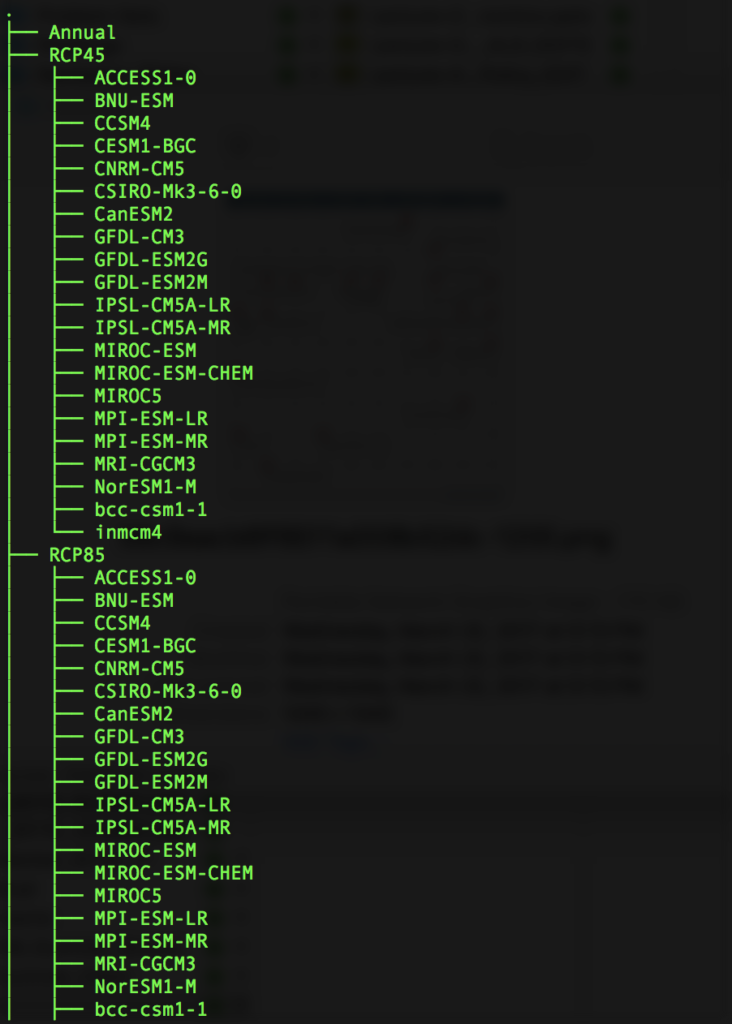 .
├── Annual
├── RCP45
│   ├── ACCESS1-0
│   ├── BNU-ESM
│   ├── CCSM4
│   ├── CESM1-BGC
│   ├── CNRM-CM5
│   ├── CSIRO-Mk3-6-0
│   ├── CanESM2
│   ├── GFDL-CM3
│   ├── GFDL-ESM2G
│   ├── GFDL-ESM2M
│   ├── IPSL-CM5A-LR
│   ├── IPSL-CM5A-MR
│   ├── MIROC-ESM
│   ├── MIROC-ESM-CHEM
│   ├── MIROC5
│   ├── MPI-ESM-LR
│   ├── MPI-ESM-MR
│   ├── MRI-CGCM3
│   ├── NorESM1-M
│   ├── bcc-csm1-1
│   └── inmcm4
├── RCP85
│   ├── ACCESS1-0
│   ├── BNU-ESM
│   ├── CCSM4
│   ├── CESM1-BGC
│   ├── CNRM-CM5
│   ├── CSIRO-Mk3-6-0
│   ├── CanESM2
│   ├── GFDL-CM3
│   ├── GFDL-ESM2G
│   ├── GFDL-ESM2M
│   ├── IPSL-CM5A-LR
│   ├── IPSL-CM5A-MR
│   ├── MIROC-ESM
│   ├── MIROC-ESM-CHEM
│   ├── MIROC5
│   ├── MPI-ESM-LR
│   ├── MPI-ESM-MR
│   ├── MRI-CGCM3
│   ├── NorESM1-M
│   ├── bcc-csm1-1